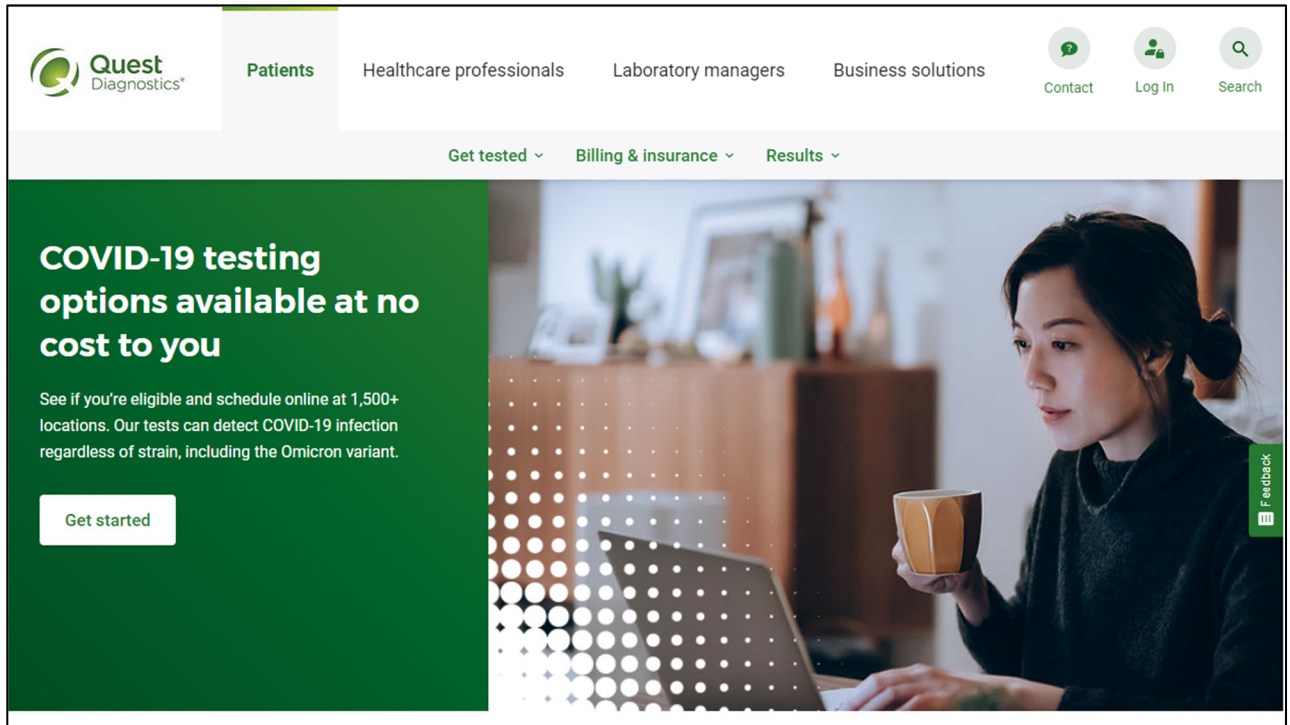 Quest
Diagnostics®
Patients
Healthcare professionals
Laboratory managers
Business solutions
Contact
Log In
Search
Get tested
Billing & insurance
Results
COVID-19 testing
options available at no
cost to you
See if you're eligible and schedule online at 1,500+
locations. Our tests can detect COVID-19 infection
regardless of strain, including the Omicron variant.
Get started
Feedback